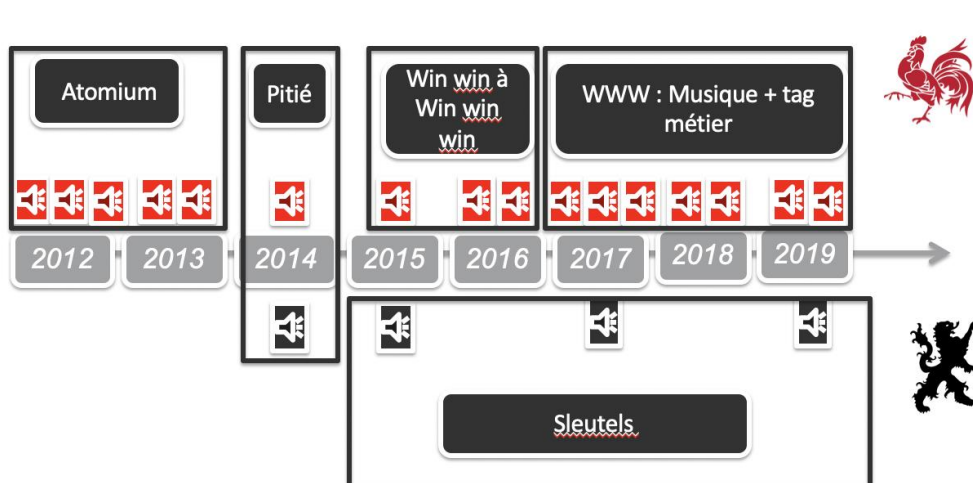 Atomium
Pitié
Win win à
Win win
win
WWW : Musique + tag
métier
2012
2013
2014
2015
2016
2017
2018
2019
Sleutels